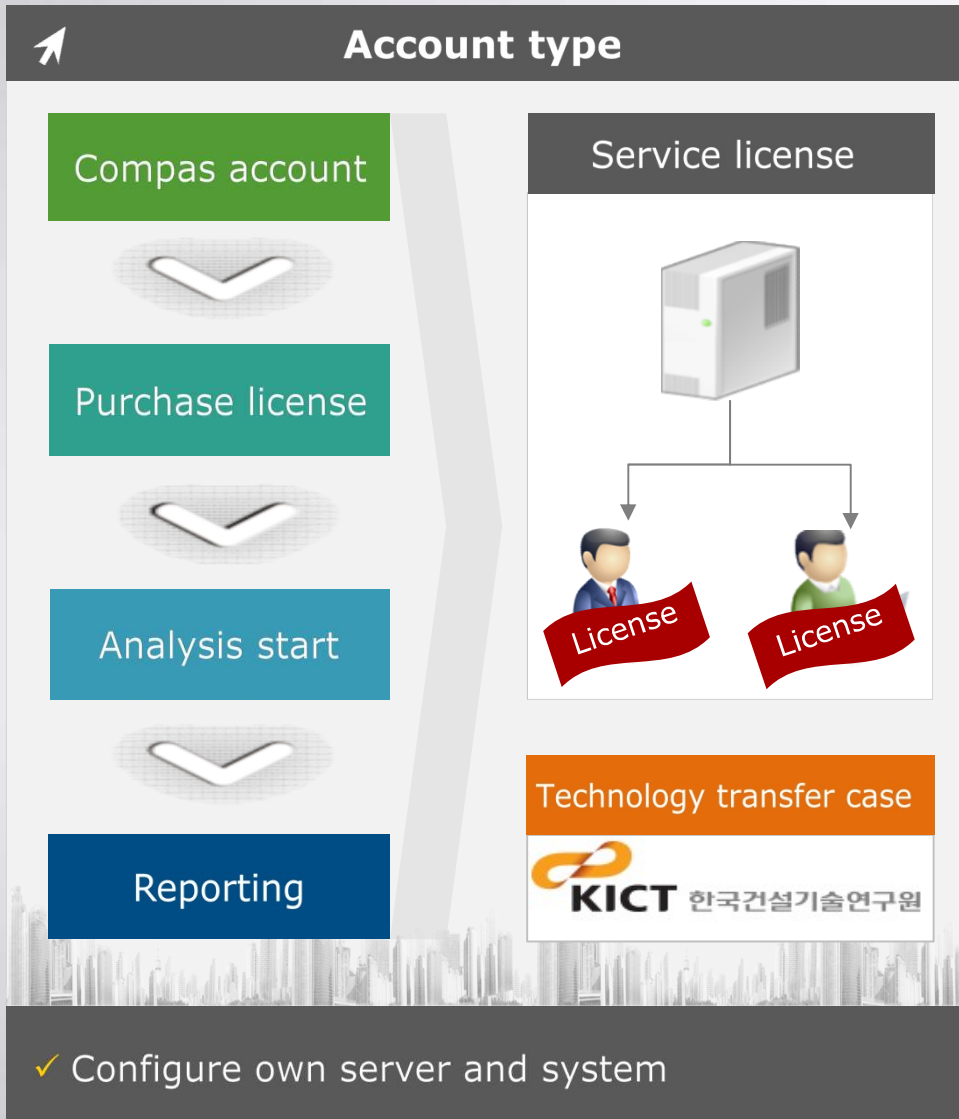 Account type
Compas account
Purchase license
Analysis start
Reporting
Service license
License
License
Technology transfer case
KICT 한국건설기술연구원
✓ Configure own server and system